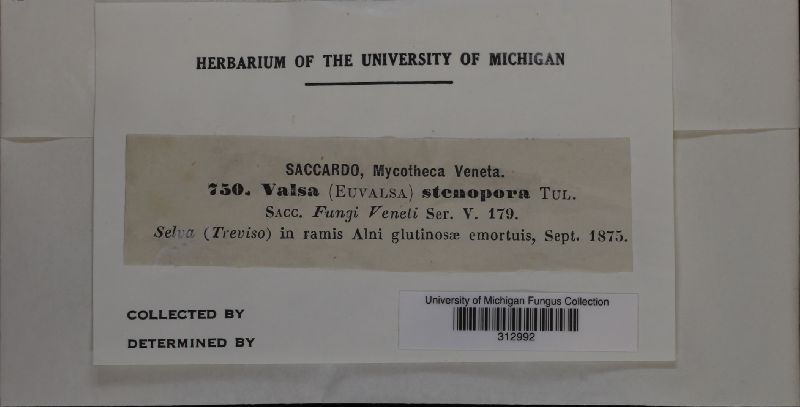 HERBARIUM OF THE UNIVERSITY OF MICHIGAN
SACCARDO, Mycotheca Veneta.
750. Valsa (EUVALSA) stenopora TUL.
SACC. Fungi Veneti Ser. V. 179.
Selva (Treviso) in ramis Alni glutinosæ emortuis, Sept. 1875.
COLLECTED BY
DETERMINED BY
University of Michigan Fungus Collection
312992